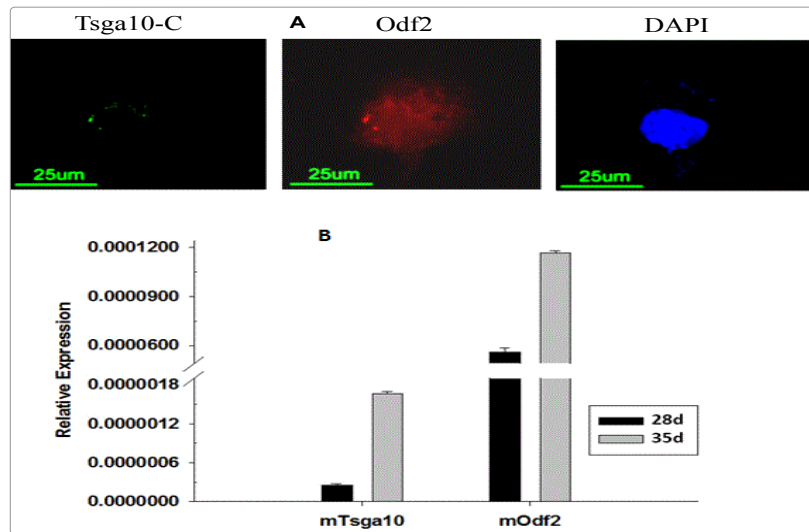 Tsga10-C
A
Odf2
DAPI
25um
25um
25um
B
Relative Expression
0.0001200
0.0000900
0.0000600
0.0000018
0.0000012
0.0000006
0.0000000
28d
35d
mTsga10
mOdf2